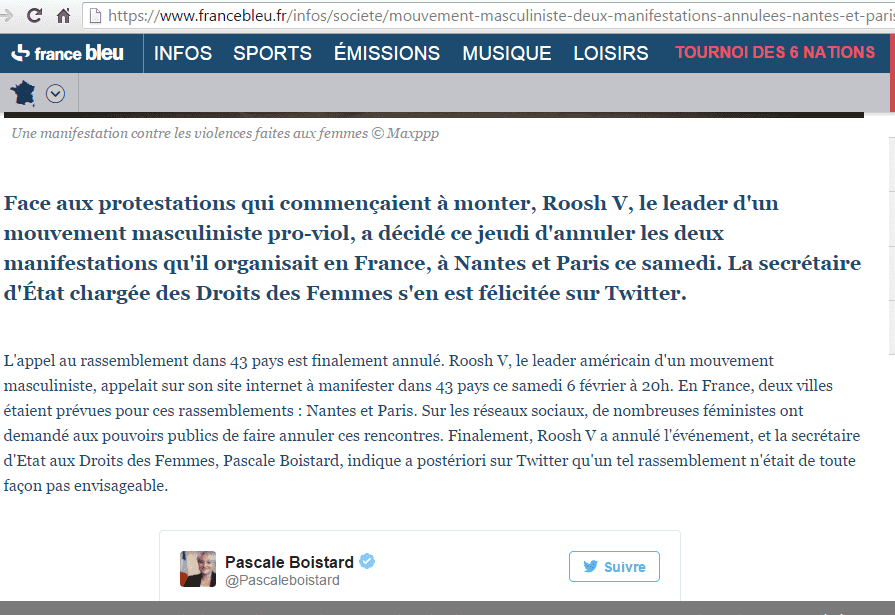 https://www.francebleu.fr/infos/societe/mouvement-masculiniste-deux-manifestations-annulees-nantes-et-paris
france bleu INFOS SPORTS ÉMISSIONS MUSIQUE LOISIRS TOURNOI DES 6 NATIONS
Une manifestation contre les violences faites aux femmes © Maxppp
Face aux protestations qui commençaient à monter, Roosh V, le leader d'un
mouvement masculiniste pro-viol, a décidé ce jeudi d'annuler les deux
manifestations qu'il organisait en France, à Nantes et Paris ce samedi. La secrétaire
d'État chargée des Droits des Femmes s'en est félicitée sur Twitter.
L'appel au rassemblement dans 43 pays est finalement annulé. Roosh V, le leader américain d'un mouvement
masculiniste, appelait sur son site internet à manifester dans 43 pays ce samedi 6 février à 20h. En France, deux villes
étaient prévues pour ces rassemblements : Nantes et Paris. Sur les réseaux sociaux, de nombreuses féministes ont
demandé aux pouvoirs publics de faire annuler ces rencontres. Finalement, Roosh V a annulé l'événement, et la secrétaire
d'Etat aux Droits des Femmes, Pascale Boistard, indique a postériori sur Twitter qu'un tel rassemblement n'était de toute
façon pas envisageable.
Pascale Boistard
@Pascaleboistard
Suivre